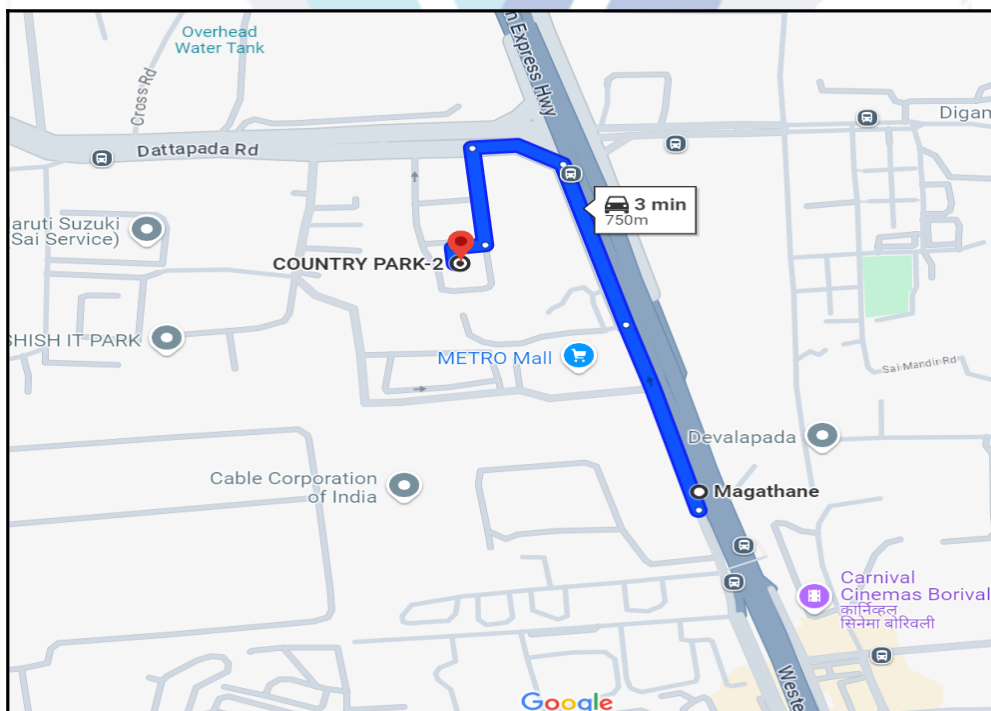 Overhead
Water Tank
Cross Rd
n Express Hwy
Dattapada Rd
Digan
aruti Suzuki
Sai Service)
3 min
750m
COUNTRY PARK-2
SHISH IT PARK
METRO Mall
Sai Mandir Rd
Devalapada
Cable Corporation
of India
Magathane
Carnival
Cinemas Borival
कार्निव्हल
सिनेमा बोरिवली
Weste
Google